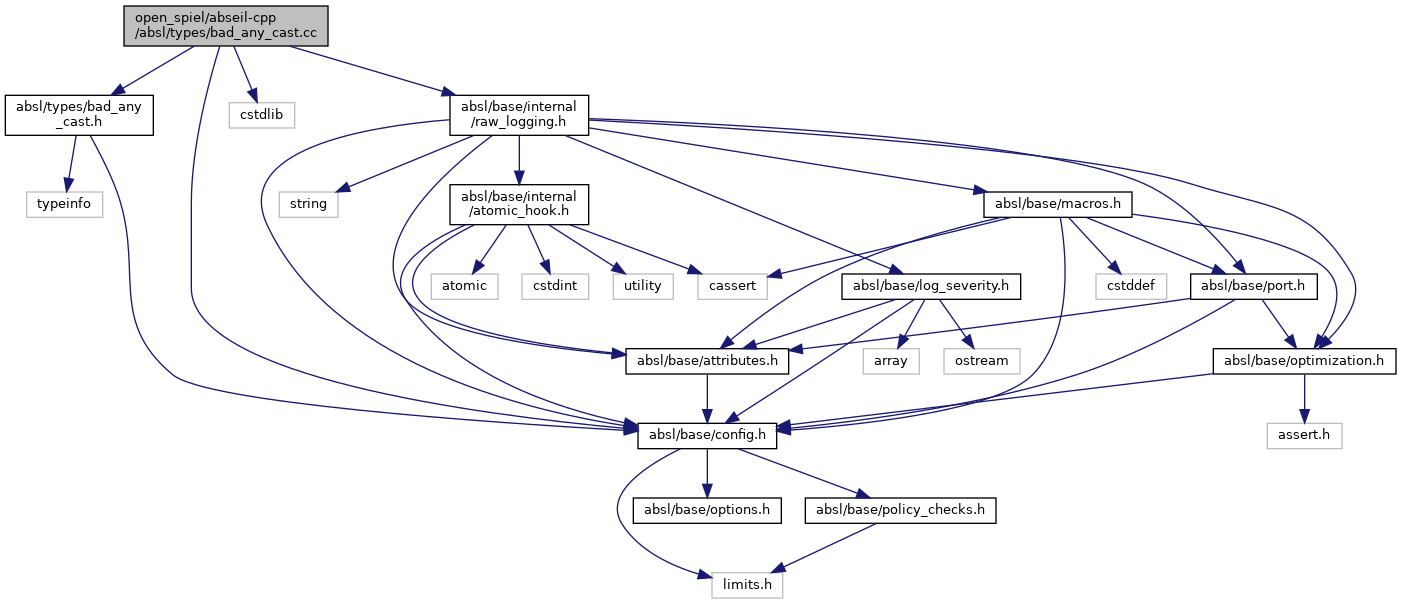 open_spiel/abseil-cpp
/absl/types/bad_any_cast.cc
absl/types/bad_any
_cast.h
cstdlib
absl/base/internal
/raw_logging.h
typeinfo
string
absl/base/internal
/atomic_hook.h
absl/base/macros.h
atomic
cstdint
utility
cassert
absl/base/log_severity.h
cstddef
absl/base/port.h
absl/base/attributes.h
array
ostream
absl/base/optimization.h
absl/base/config.h
assert.h
absl/base/options.h
absl/base/policy_checks.h
limits.h